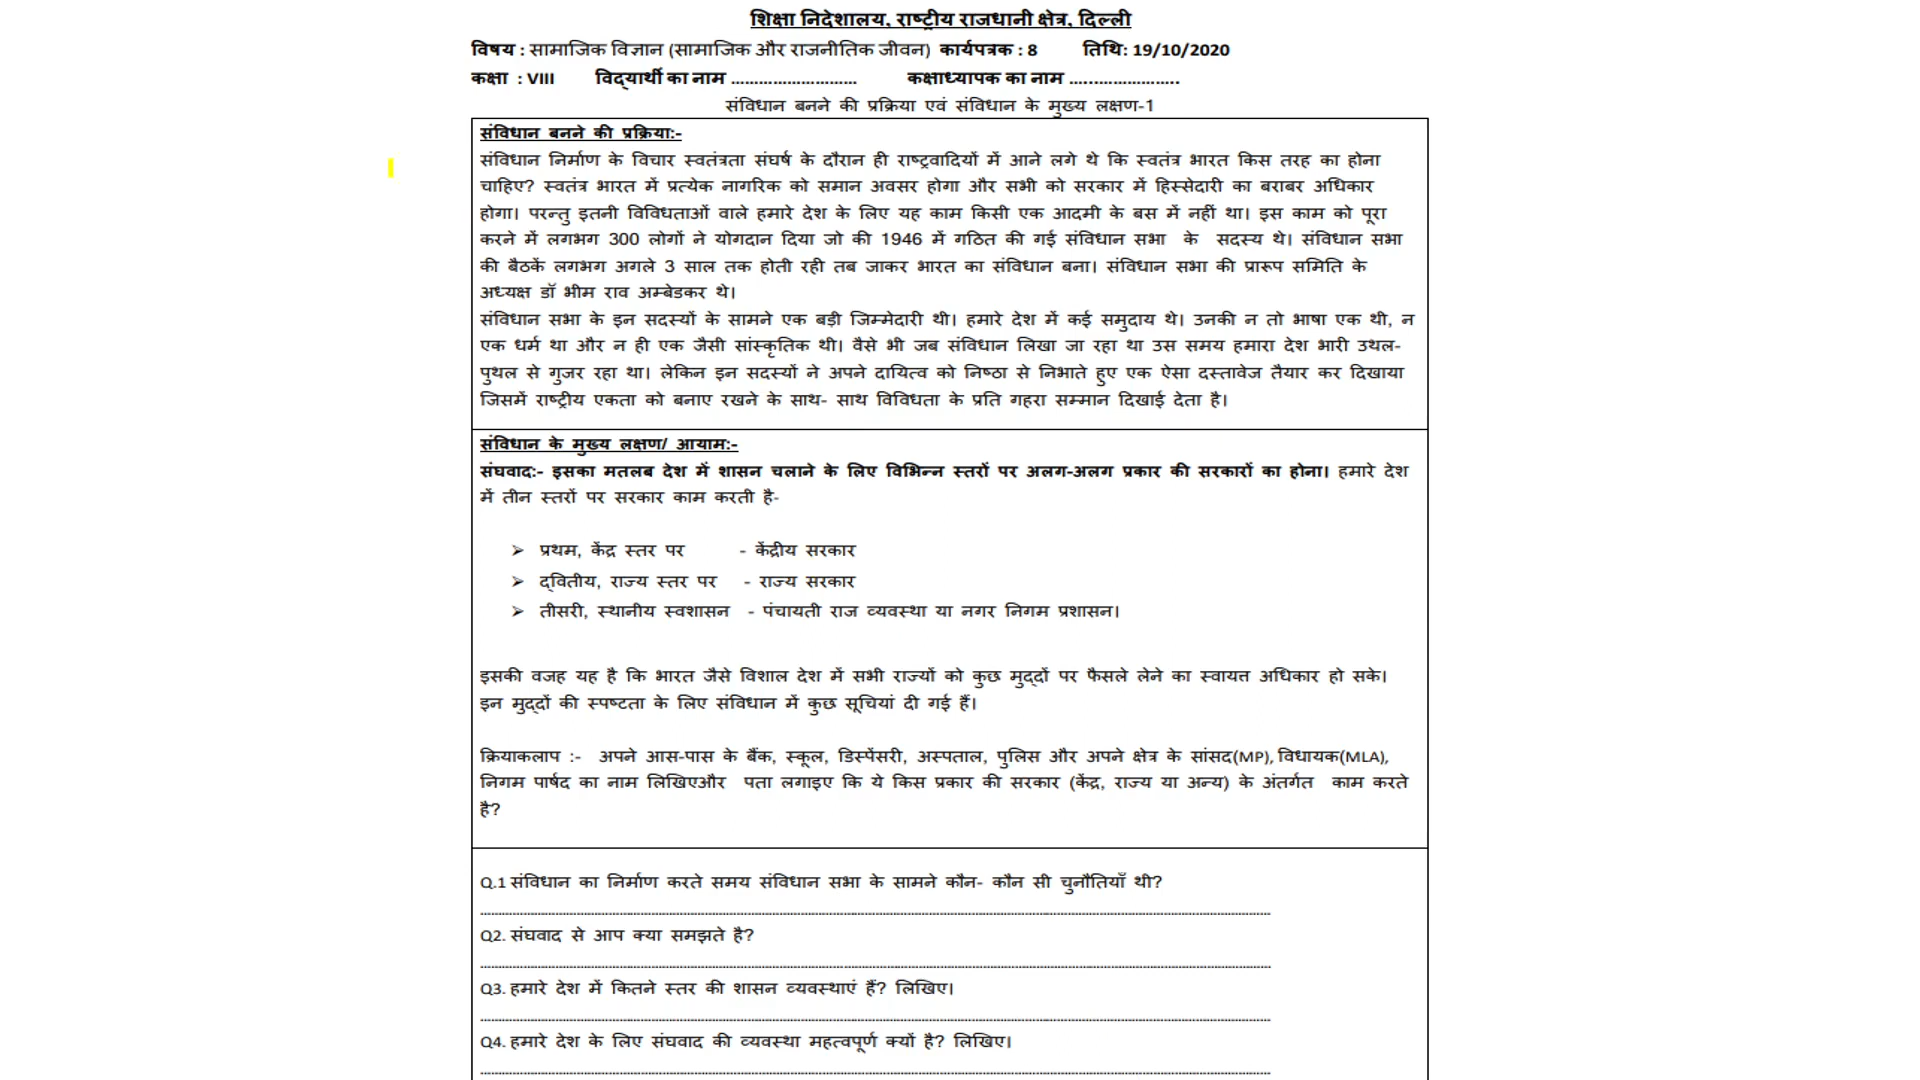 शिक्षा निदेशालय, राष्ट्रीय राजधानी क्षेत्र, दिल्ली
विषय : सामाजिक विज्ञान (सामाजिक और राजनीतिक जीवन) कार्यपत्रक : 8 तिथि: 19/10/2020
कक्षा : VIII विद्यार्थी का नाम ........................... कक्षाध्यापक का नाम ........................
संविधान बनने की प्रक्रिया एवं संविधान के मुख्य लक्षण-1
संविधान बनने की प्रक्रिया:-
संविधान निर्माण के विचार स्वतंत्रता संघर्ष के दौरान ही राष्ट्रवादियों में आने लगे थे कि स्वतंत्र भारत किस तरह का होना
चाहिए? स्वतंत्र भारत में प्रत्येक नागरिक को समान अवसर होगा और सभी को सरकार में हिस्सेदारी का बराबर अधिकार
होगा। परन्तु इतनी विविधताओं वाले हमारे देश के लिए यह काम किसी एक आदमी के बस में नहीं था। इस काम को पूरा
करने में लगभग 300 लोगों ने योगदान दिया जो की 1946 में गठित की गई संविधान सभा के सदस्य थे। संविधान सभा
की बैठकें लगभग अगले 3 साल तक होती रही तब जाकर भारत का संविधान बना। संविधान सभा की प्रारूप समिति के
अध्यक्ष डॉ भीम राव अम्बेडकर थे।
संविधान सभा के इन सदस्यों के सामने एक बड़ी जिम्मेदारी थी। हमारे देश में कई समुदाय थे। उनकी न तो भाषा एक थी, न
एक धर्म था और न ही एक जैसी सांस्कृतिक थी। वैसे भी जब संविधान लिखा जा रहा था उस समय हमारा देश भारी उथल-
पुथल से गुजर रहा था। लेकिन इन सदस्यों ने अपने दायित्व को निष्ठा से निभाते हुए एक ऐसा दस्तावेज तैयार कर दिखाया
जिसमें राष्ट्रीय एकता को बनाए रखने के साथ- साथ विविधता के प्रति गहरा सम्मान दिखाई देता है।
संविधान के मुख्य लक्षण/ आयाम:-
संघवाद:- इसका मतलब देश में शासन चलाने के लिए विभिन्न स्तरों पर अलग-अलग प्रकार की सरकारों का होना। हमारे देश
में तीन स्तरों पर सरकार काम करती है-
➢ प्रथम, केंद्र स्तर पर - केंद्रीय सरकार
➢ द्वितीय, राज्य स्तर पर - राज्य सरकार
➢ तीसरी, स्थानीय स्वशासन - पंचायती राज व्यवस्था या नगर निगम प्रशासन।
इसकी वजह यह है कि भारत जैसे विशाल देश में सभी राज्यों को कुछ मुद्दों पर फैसले लेने का स्वायत्त अधिकार हो सके।
इन मुद्दों की स्पष्टता के लिए संविधान में कुछ सूचियां दी गई हैं।
क्रियाकलाप :- अपने आस-पास के बैंक, स्कूल, डिस्पेंसरी, अस्पताल, पुलिस और अपने क्षेत्र के सांसद(MP), विधायक(MLA),
निगम पार्षद का नाम लिखिएऔर पता लगाइए कि ये किस प्रकार की सरकार (केंद्र, राज्य या अन्य) के अंतर्गत काम करते
है?
Q.1 संविधान का निर्माण करते समय संविधान सभा के सामने कौन- कौन सी चुनौतियाँ थी?
Q2. संघवाद से आप क्या समझते है?
Q3. हमारे देश में कितने स्तर की शासन व्यवस्थाएं हैं? लिखिए।
Q4. हमारे देश के लिए संघवाद की व्यवस्था महत्वपूर्ण क्यों है? लिखिए।